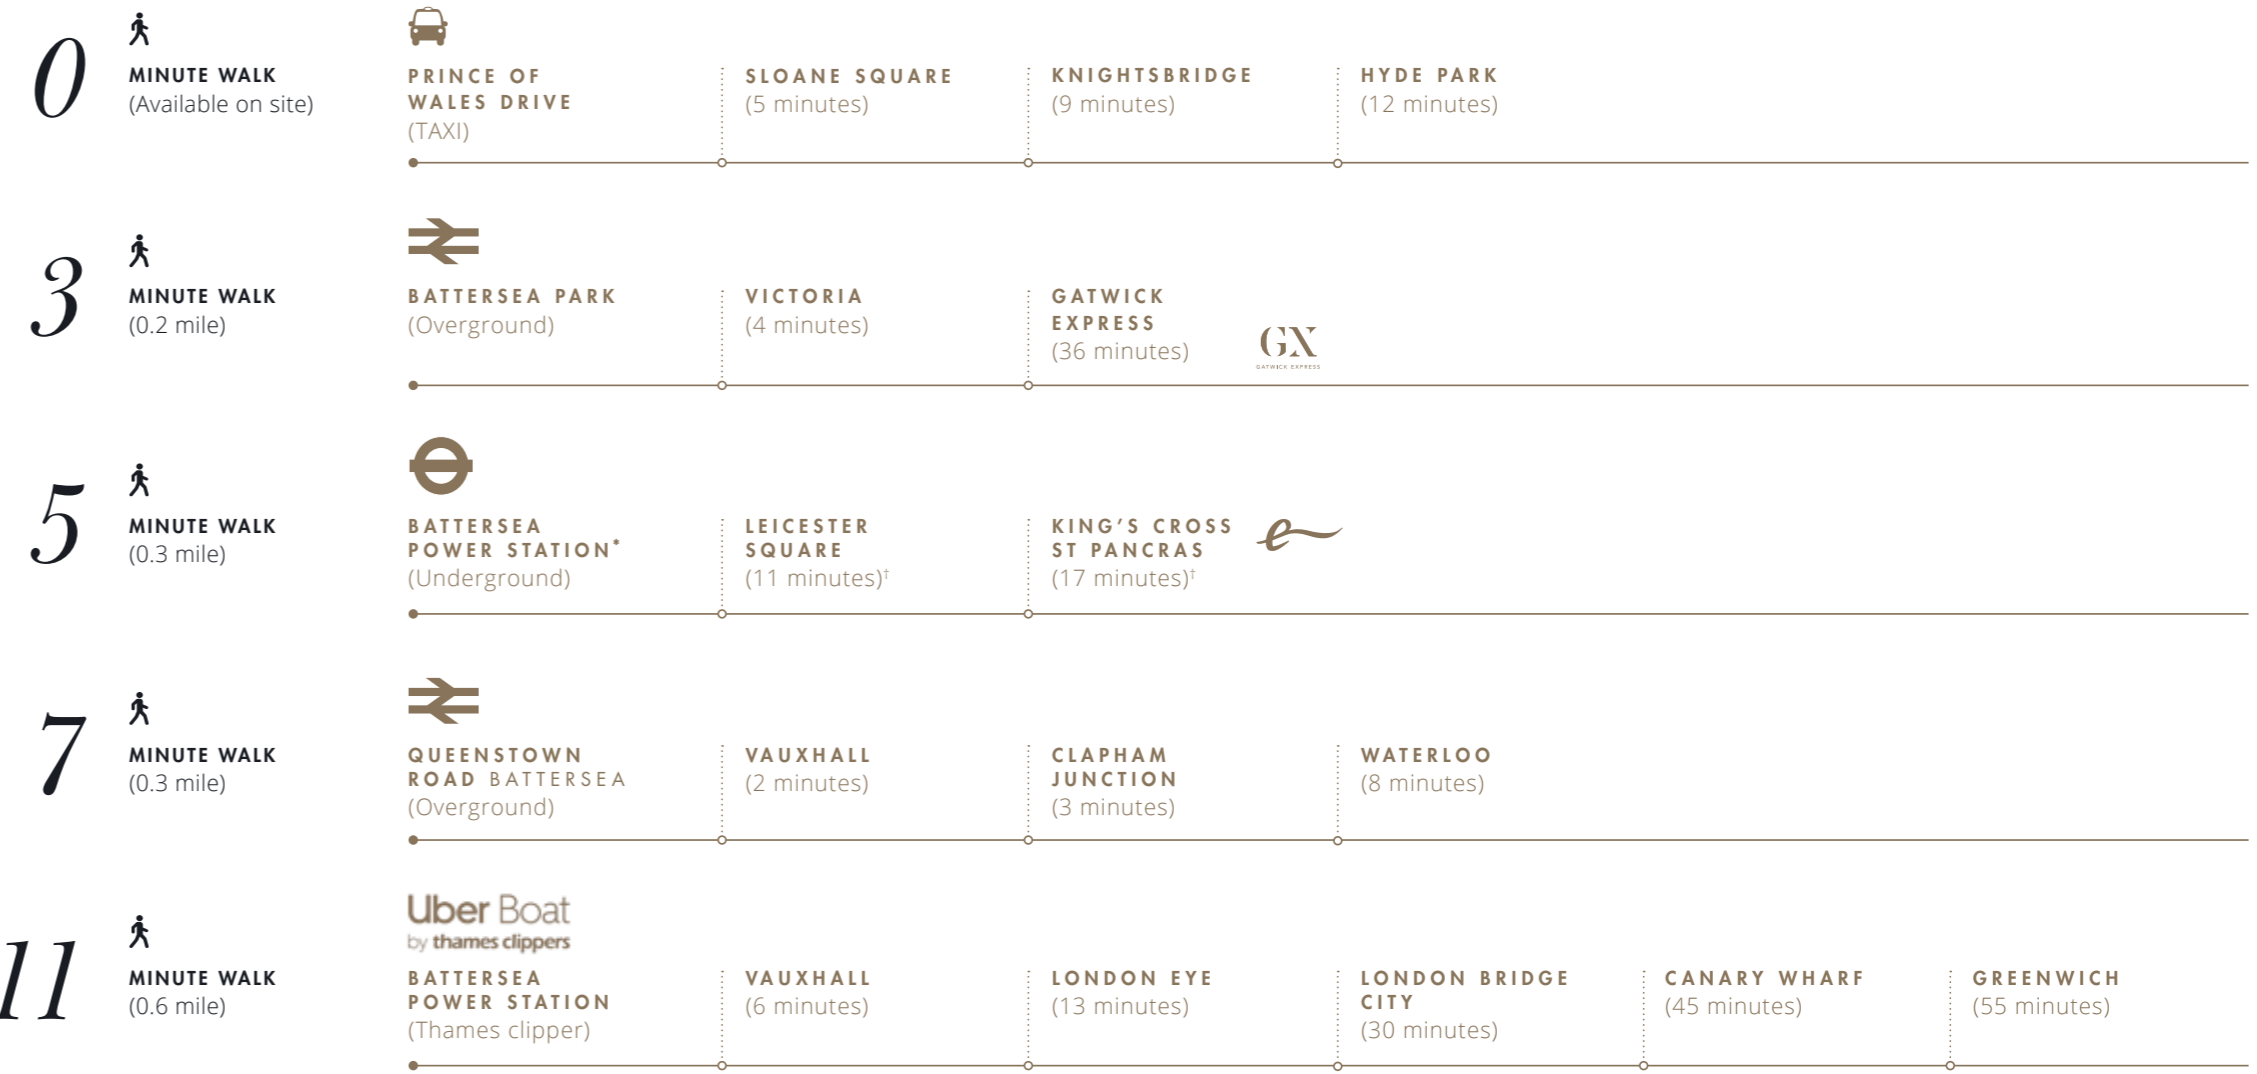 0
MINUTE WALK
(Available on site)
PRINCE OF
WALES DRIVE
(TAXI)
SLOANE SQUARE
(5 minutes)
KNIGHTSBRIDGE
(9 minutes)
HYDE PARK
(12 minutes)
3
MINUTE WALK
(0.2 mile)
BATTERSEA PARK
(Overground)
VICTORIA
(4 minutes)
GATWICK
EXPRESS
(36 minutes)
GX
GATWICK EXPRESS
5
MINUTE WALK
(0.3 mile)
BATTERSEA
POWER STATION*
(Underground)
LEICESTER
SQUARE
(11 minutes)†
KING'S CROSS
ST PANCRAS
(17 minutes)†
e
7
MINUTE WALK
(0.3 mile)
QUEENSTOWN
ROAD BATTERSEA
(Overground)
VAUXHALL
(2 minutes)
CLAPHAM
JUNCTION
(3 minutes)
WATERLOO
(8 minutes)
11
MINUTE WALK
(0.6 mile)
Uber Boat
by thames clippers
BATTERSEA
POWER STATION
(Thames clipper)
VAUXHALL
(6 minutes)
LONDON EYE
(13 minutes)
LONDON BRIDGE
CITY
(30 minutes)
CANARY WHARF
(45 minutes)
GREENWICH
(55 minutes)